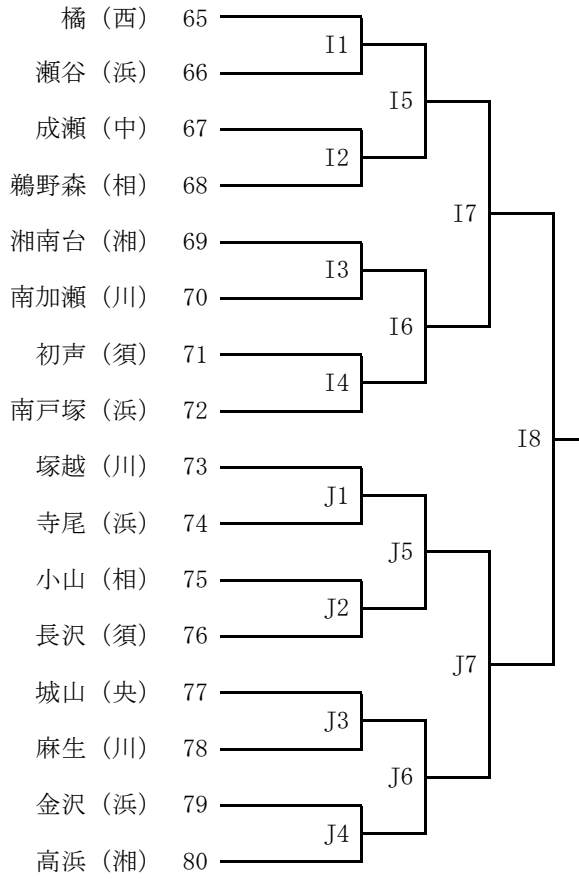 橘（西） 65
I1
瀬谷（浜） 66
I5
成瀬（中） 67
I2
鵜野森（相） 68
I7
湘南台（湘） 69
I3
南加瀬（川） 70
I6
初声（須） 71
I4
南戸塚（浜） 72
I8
塚越（川） 73
J1
寺尾（浜） 74
J5
小山（相） 75
J2
長沢（須） 76
J7
城山（央） 77
J3
麻生（川） 78
J6
金沢（浜） 79
J4
高浜（湘） 80